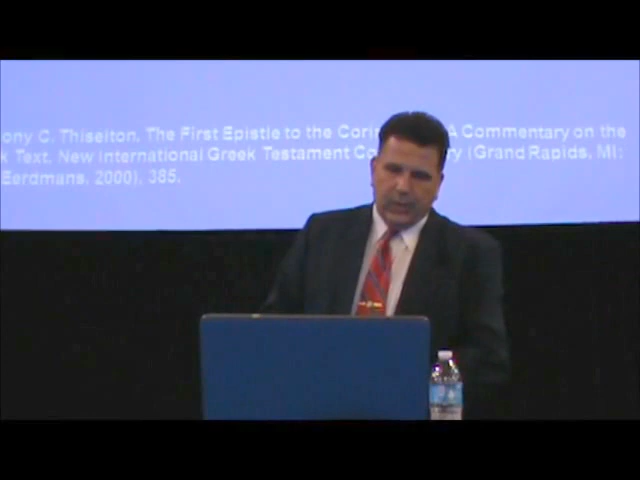 ony C. Thiselton. The First Epistle to the Corin A Commentary on the
k Text. New International Greek Testament Co ry (Grand Rapids, MI:
Eerdmans, 2000), 385.